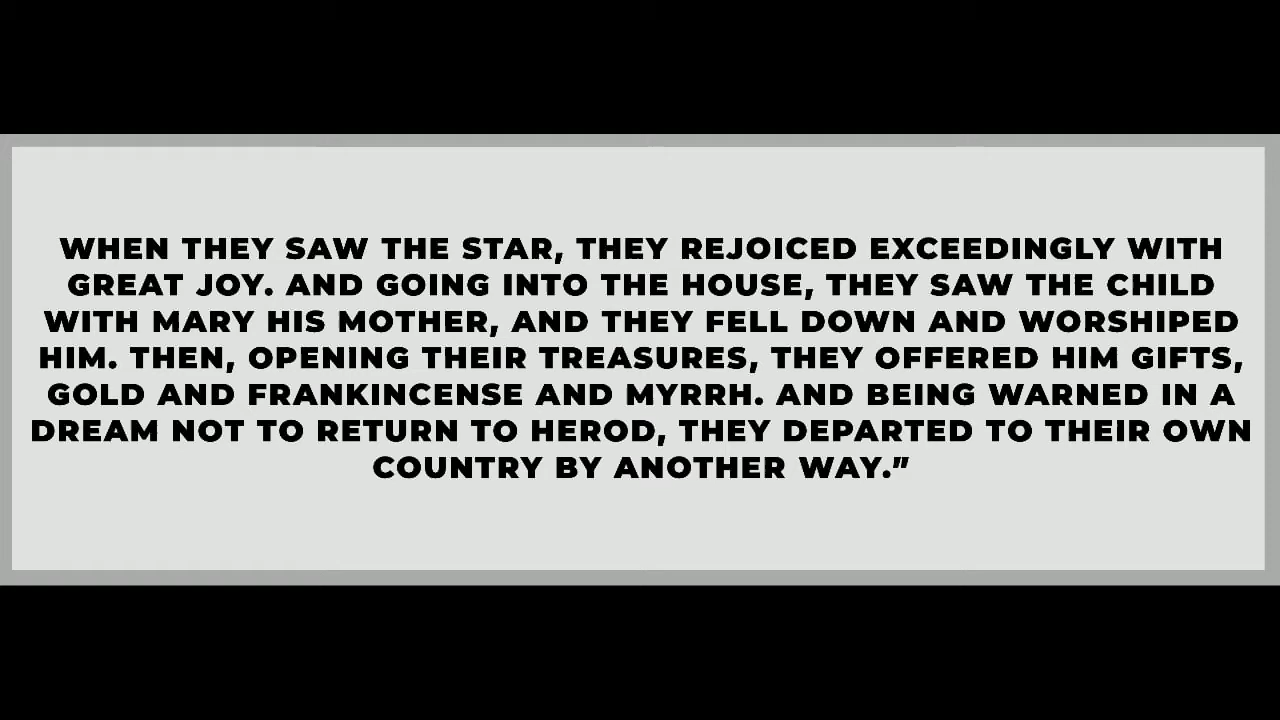 WHEN THEY SAW THE STAR, THEY REJOICED EXCEEDINGLY WITH
GREAT JOY. AND GOING INTO THE HOUSE, THEY SAW THE CHILD
WITH MARY HIS MOTHER, AND THEY FELL DOWN AND WORSHIPED
HIM. THEN, OPENING THEIR TREASURES, THEY OFFERED HIM GIFTS,
GOLD AND FRANKINCENSE AND MYRRH. AND BEING WARNED IN A
DREAM NOT TO RETURN TO HEROD, THEY DEPARTED TO THEIR OWN
COUNTRY BY ANOTHER WAY.”